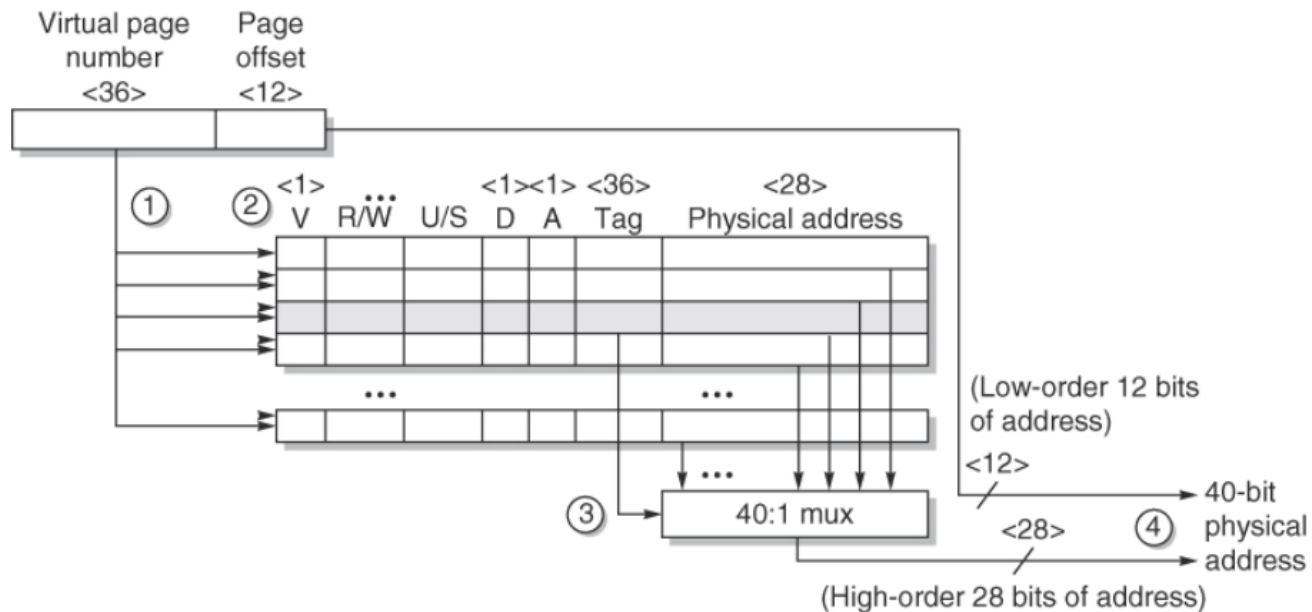 Virtual page Page
number offset
<36> <12>
1 2 <1> ••• <1> <1> <36> <28>
V R/W U/S D A Tag Physical address
••• •••
(Low-order 12 bits
of address)
<12>
•••
3 40:1 mux 40-bit
<28> 4 physical
address
(High-order 28 bits of address)